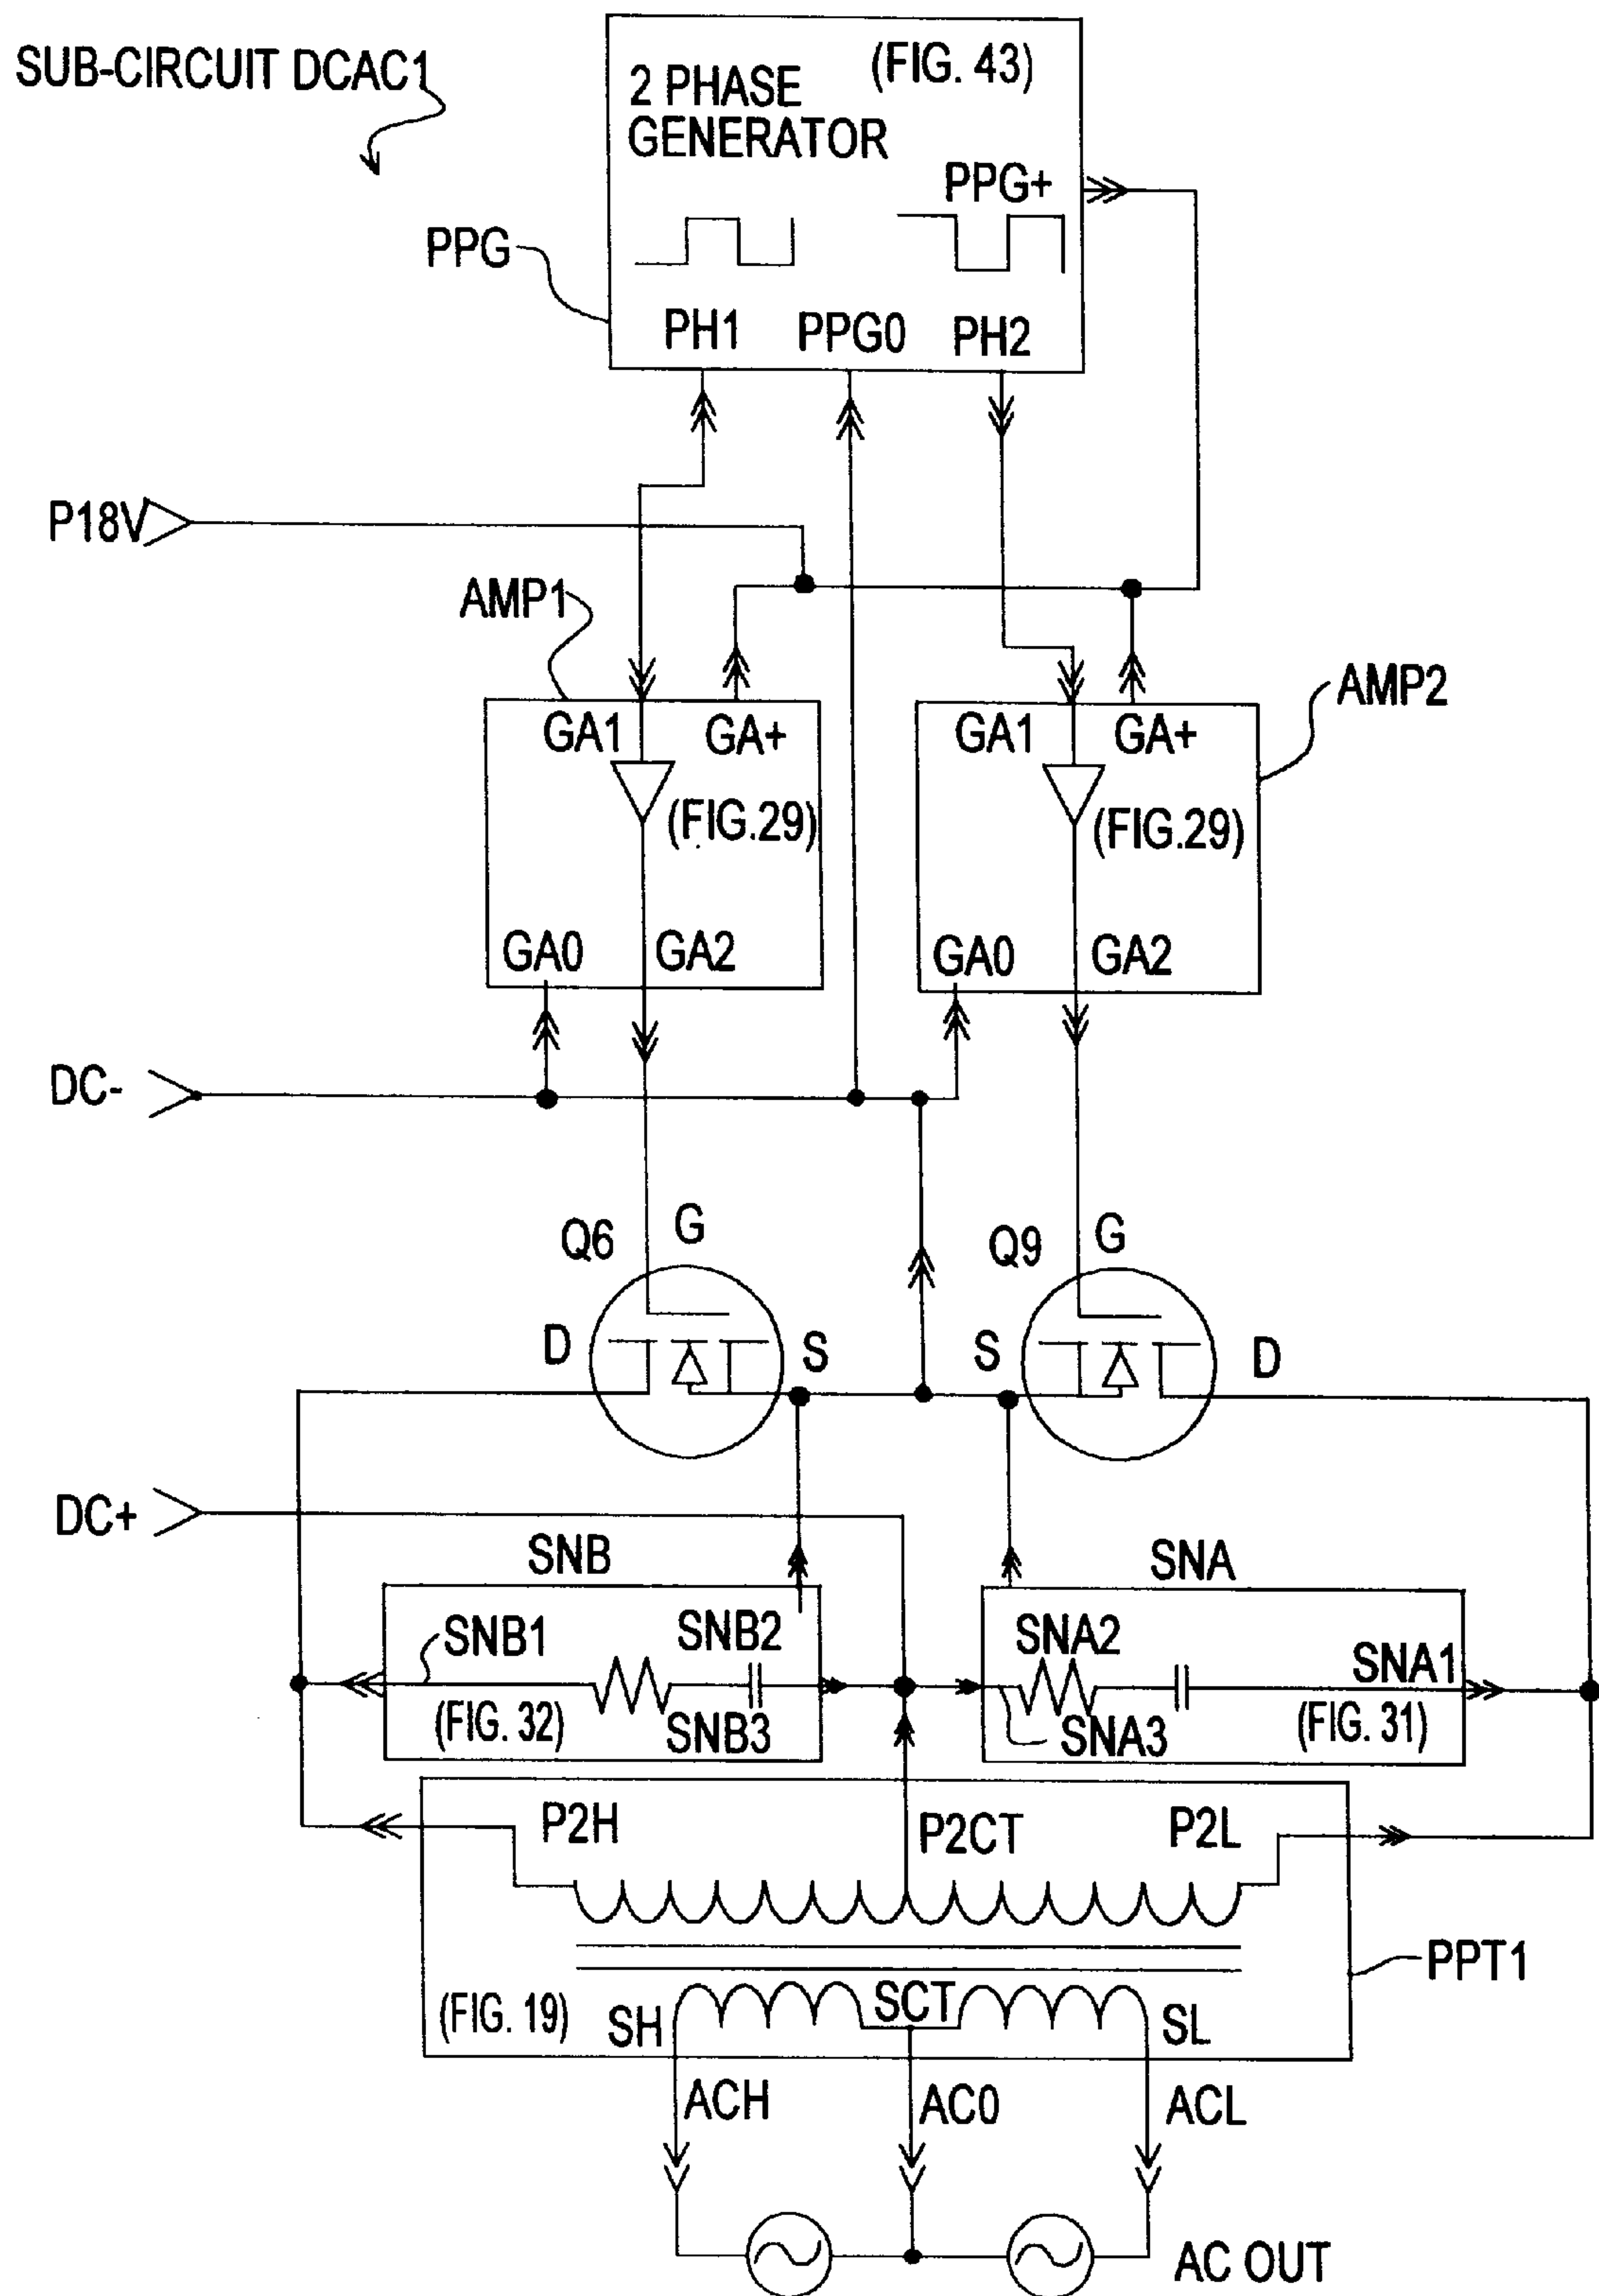 SUB-CIRCUIT DCAC1
(FIG. 43)
2 PHASE
GENERATOR
PPG+
PPG
PH1
PPG0
PH2
P18V
AMP1
AMP2
GA1
GA+
GA1
GA+
(FIG.29)
(FIG.29)
GA0
GA2
GA0
GA2
DC-
Q6
G
Q9
G
D
S
S
D
DC+
SNB
SNA
SNB1
SNB2
SNA2
SNA1
(FIG. 32)
SNB3
SNA3
(FIG. 31)
P2H
P2CT
P2L
PPT1
(FIG. 19)
SH
SCT
SL
ACH
AC0
ACL
AC OUT